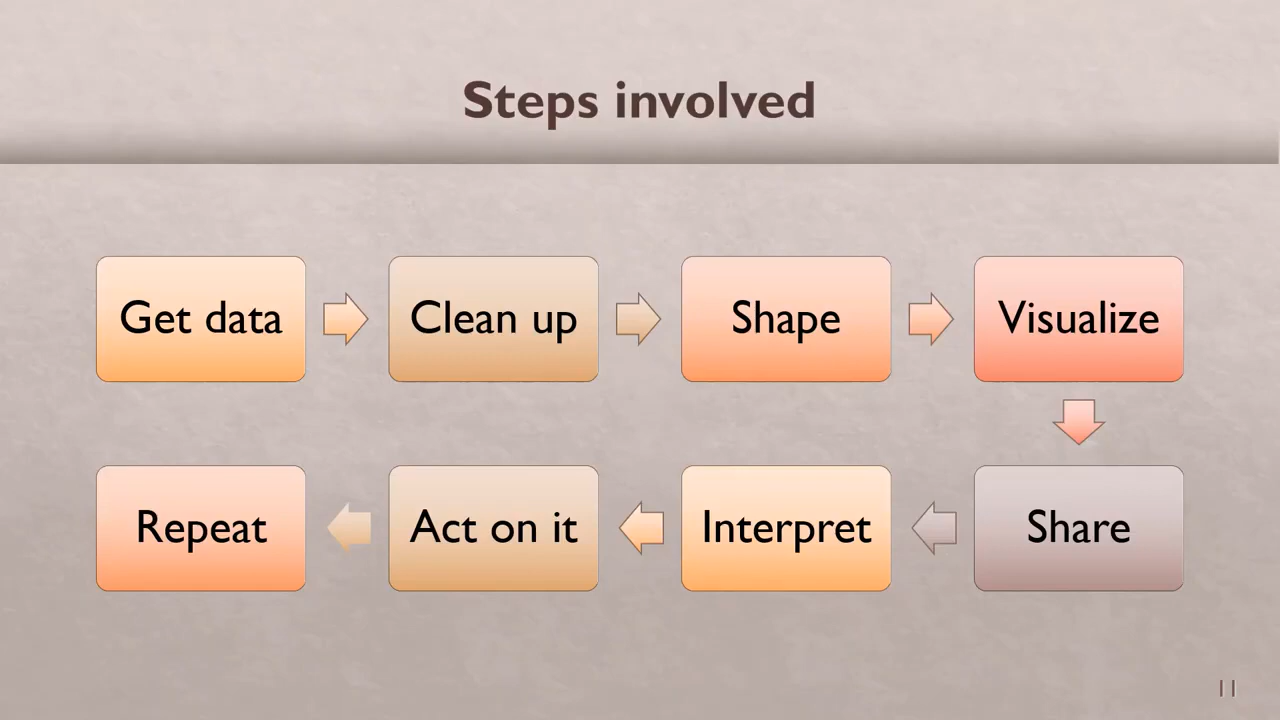 Steps involved
Get data
Clean up
Shape
Visualize
Share
Interpret
Act on it
Repeat
11